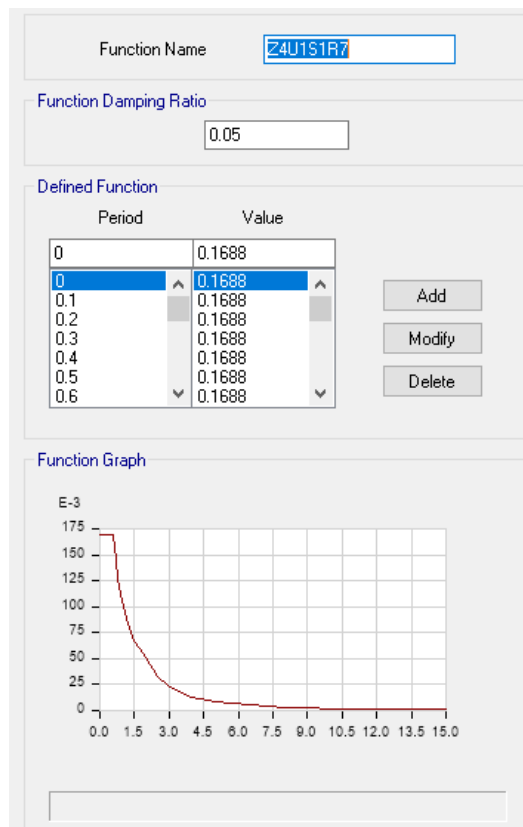 Function Name Z4U1S1R7
Function Damping Ratio
0.05
Defined Function
Period Value
0 0.1688
0 0.1688
0.1 0.1688
0.2 0.1688
0.3 0.1688
0.4 0.1688
0.5 0.1688
0.6 0.1688
Add
Modify
Delete
Function Graph
E-3
175
150
125
100
75
50
25
0
0.0 1.5 3.0 4.5 6.0 7.5 9.0 10.5 12.0 13.5 15.0